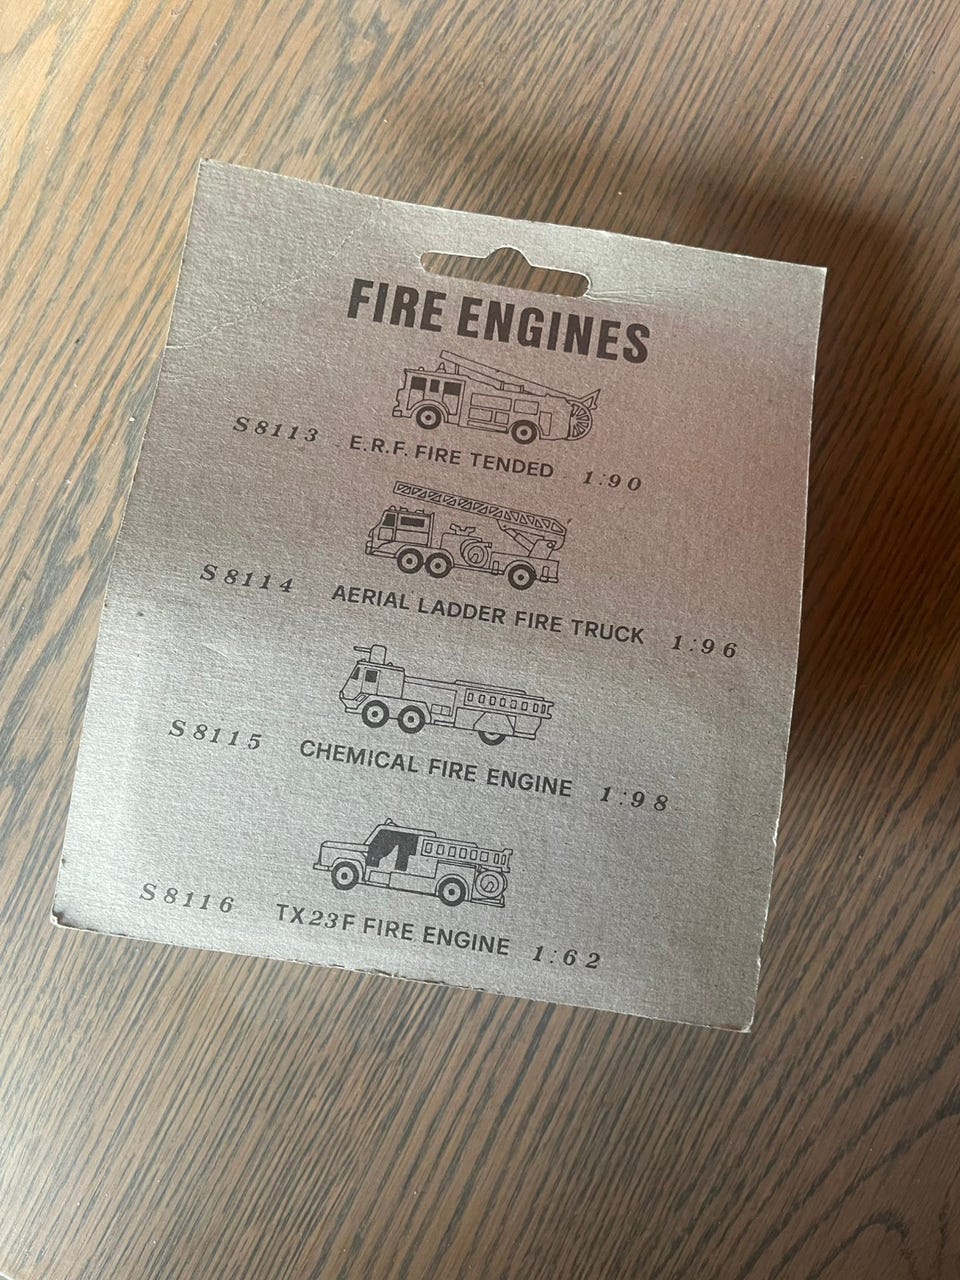 FIRE ENGINES
S8113 E.R.F. FIRE TENDED 1:90
S8114 AERIAL LADDER FIRE TRUCK 1:96
S8115 CHEMICAL FIRE ENGINE 1:98
S8116 TX23F FIRE ENGINE 1:62